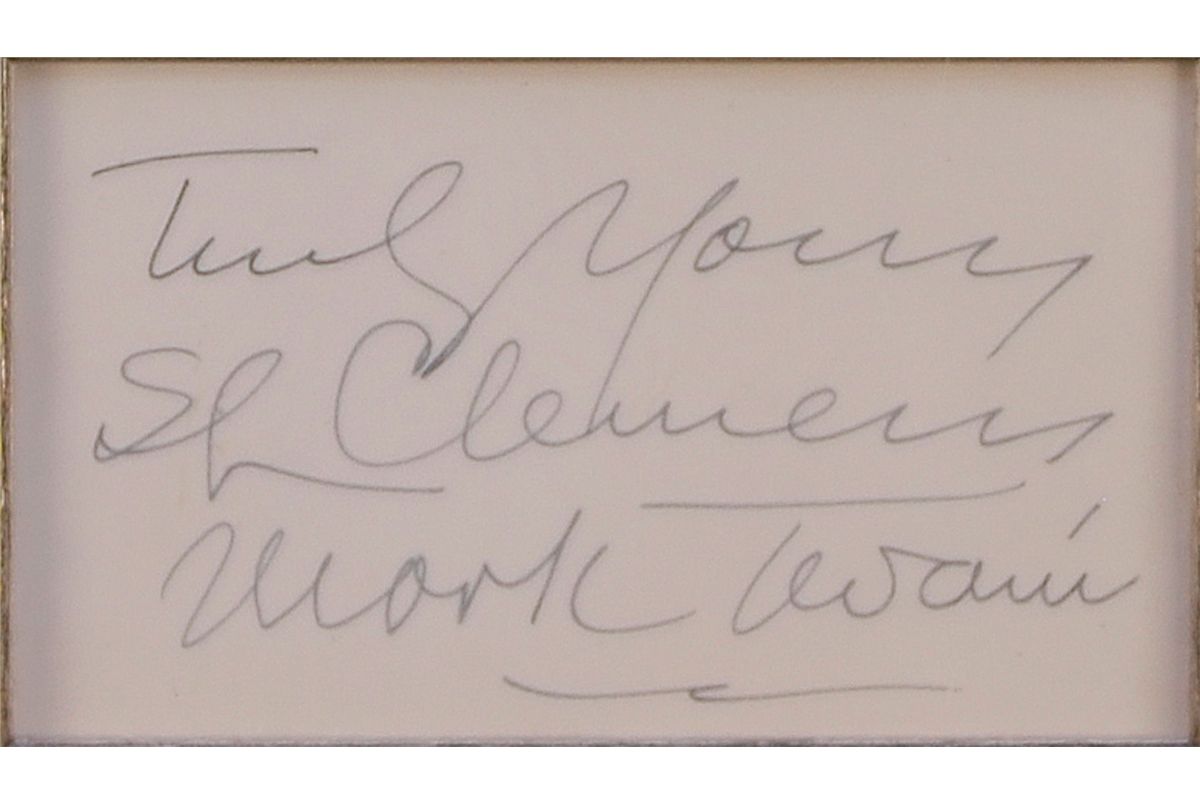 Truly Yours
SL Clemens
Mark Twain